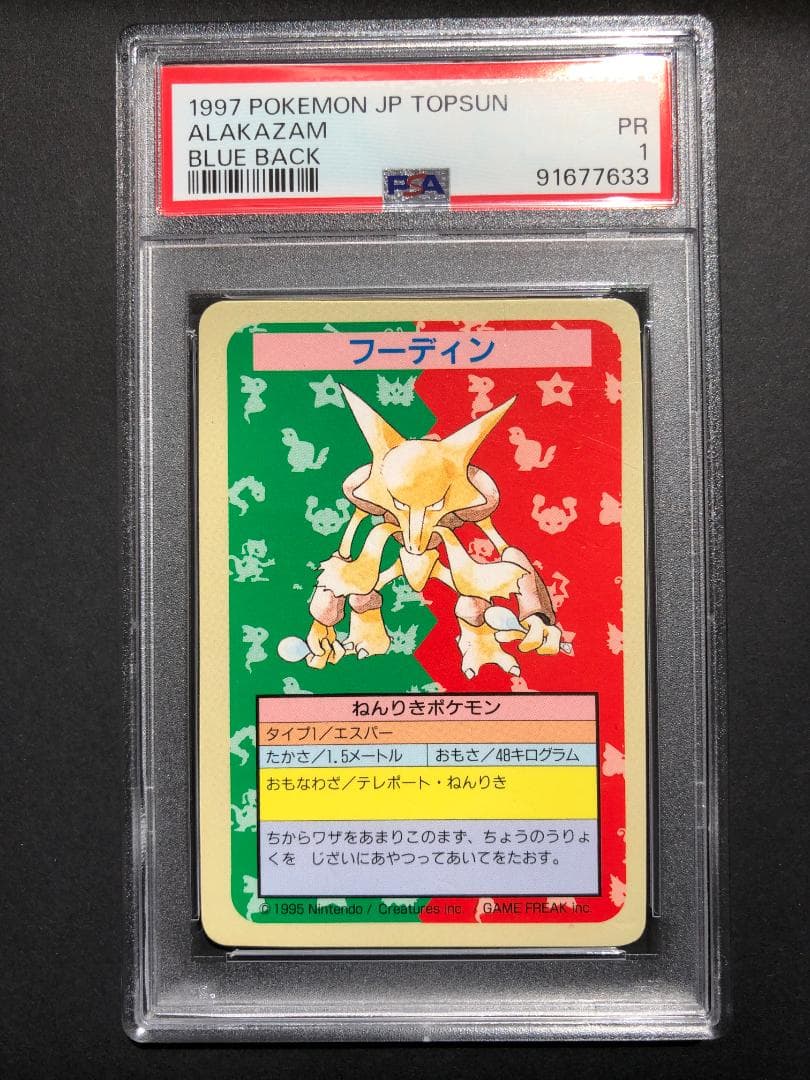 1997 POKEMON JP TOPSUN
ALAKAZAM PR
BLUE BACK 1
PSA 91677633
フーディン
ねんりきポケモン
タイプ1/エスパー
たかさ/1.5メートル おもさ/48キログラム
おもなわざ/テレポート・ねんりき
ちからワザをあまりこのまず、ちょうのうりょ
くを じざいにあやつってあいてをたおす。
©1995 Nintendo / Creatures inc. / GAME FREAK inc.